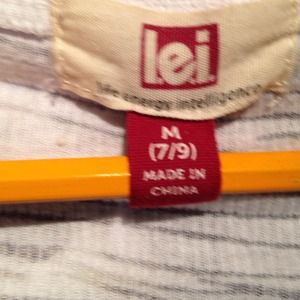 l.e.i.
life energy intelligence
M
(7/9)
MADE IN
CHINA